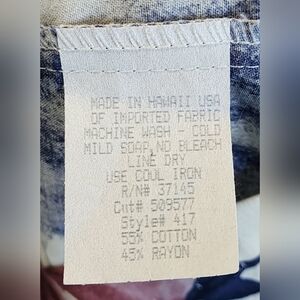 MADE IN HAWAII USA
OF IMPORTED FABRIC
MACHINE WASH - COLD
MILD SOAP, NO BLEACH
LINE DRY
USE COOL IRON
R/N# 37145
Cut# 509577
Style# 417
55% COTTON
45% RAYON